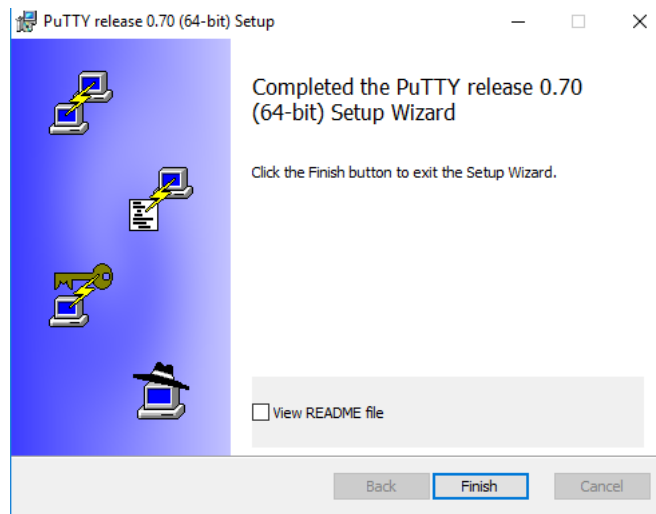 PuTTY release 0.70 (64-bit) Setup
Completed the PuTTY release 0.70
(64-bit) Setup Wizard
Click the Finish button to exit the Setup Wizard.
View README file
Back
Finish
Cancel